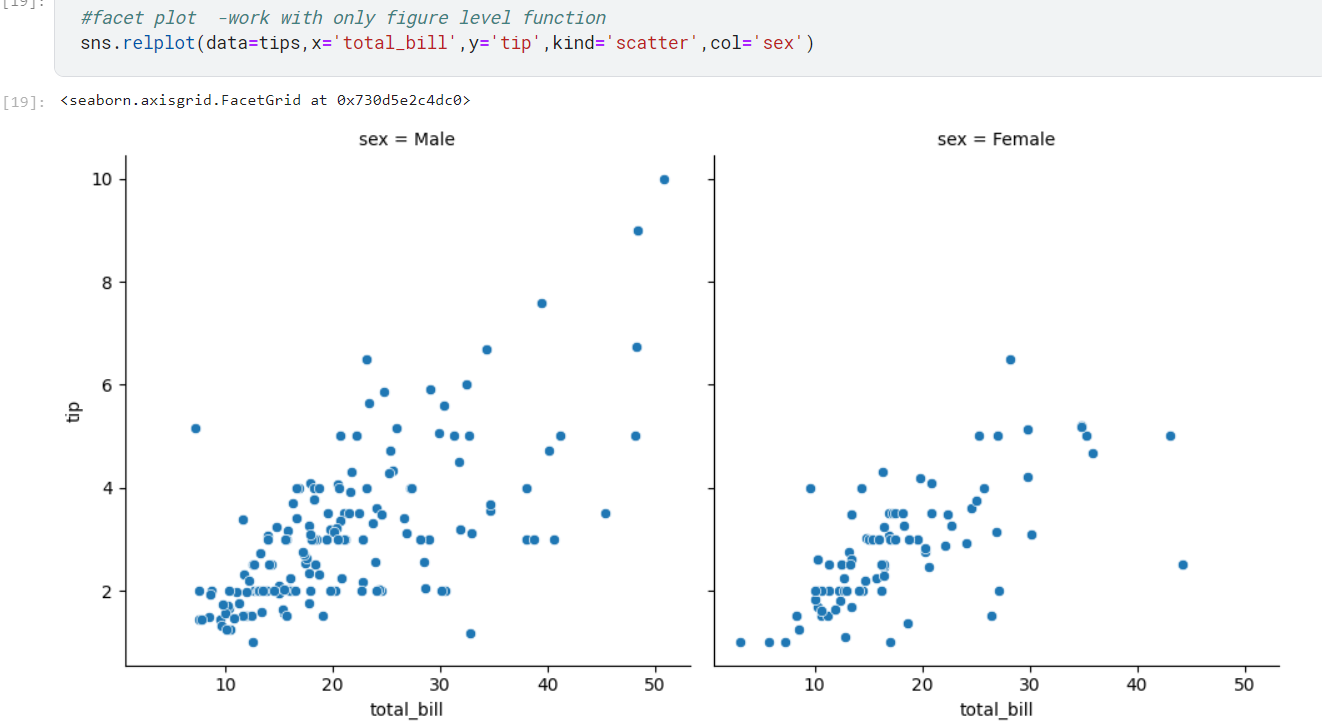 [19]:
#facet plot  -work with only figure level function
sns.relplot(data=tips,x='total_bill',y='tip',kind='scatter',col='sex')
[19]: <seaborn.axisgrid.FacetGrid at 0x730d5e2c4dc0>
sex = Male
sex = Female
10
8
6
4
2
tip
10 20 30 40 50
10 20 30 40 50
total_bill
total_bill